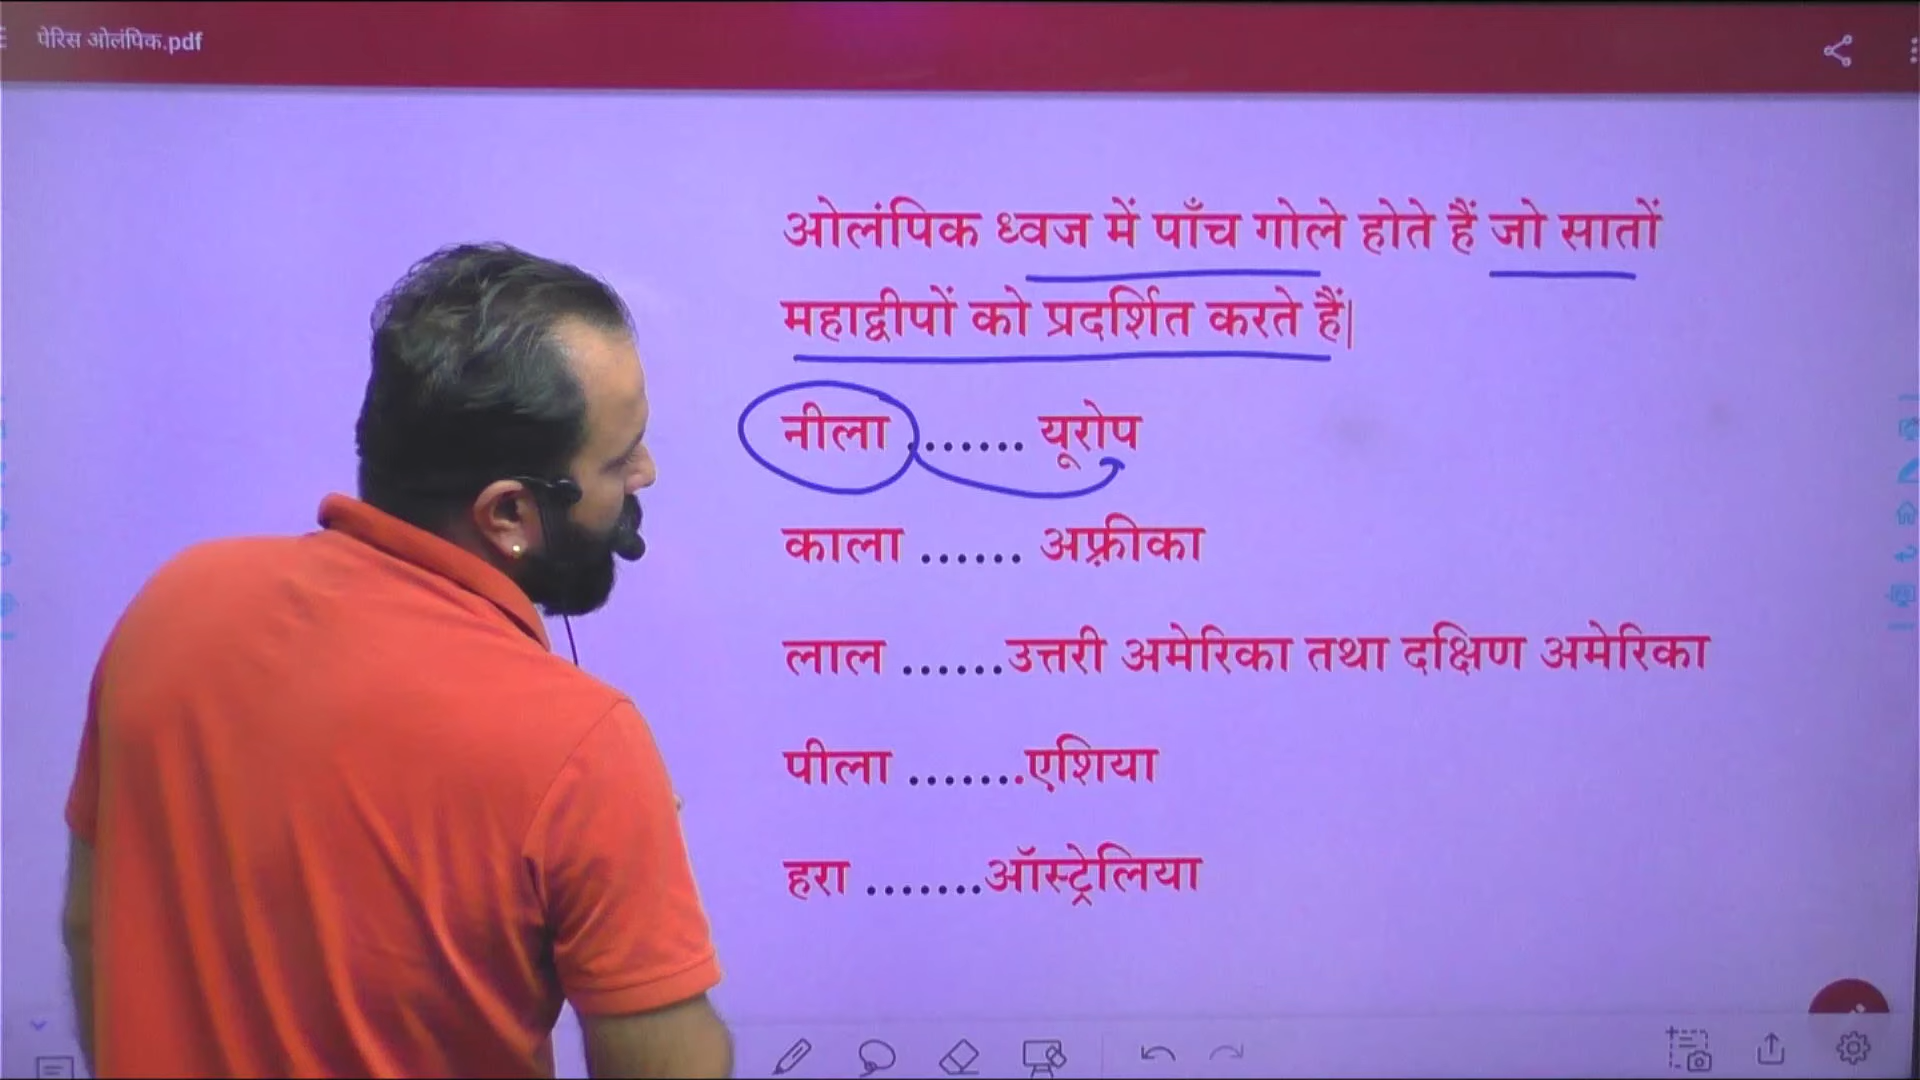 पेरिस ओलंपिक.pdf
ओलंपिक ध्वज में पाँच गोले होते हैं जो सातों
महाद्वीपों को प्रदर्शित करते हैं|
नीला ....... यूरोप
काला ...... अफ़्रीका
लाल ......उत्तरी अमेरिका तथा दक्षिण अमेरिका
पीला .......एशिया
हरा .......ऑस्ट्रेलिया